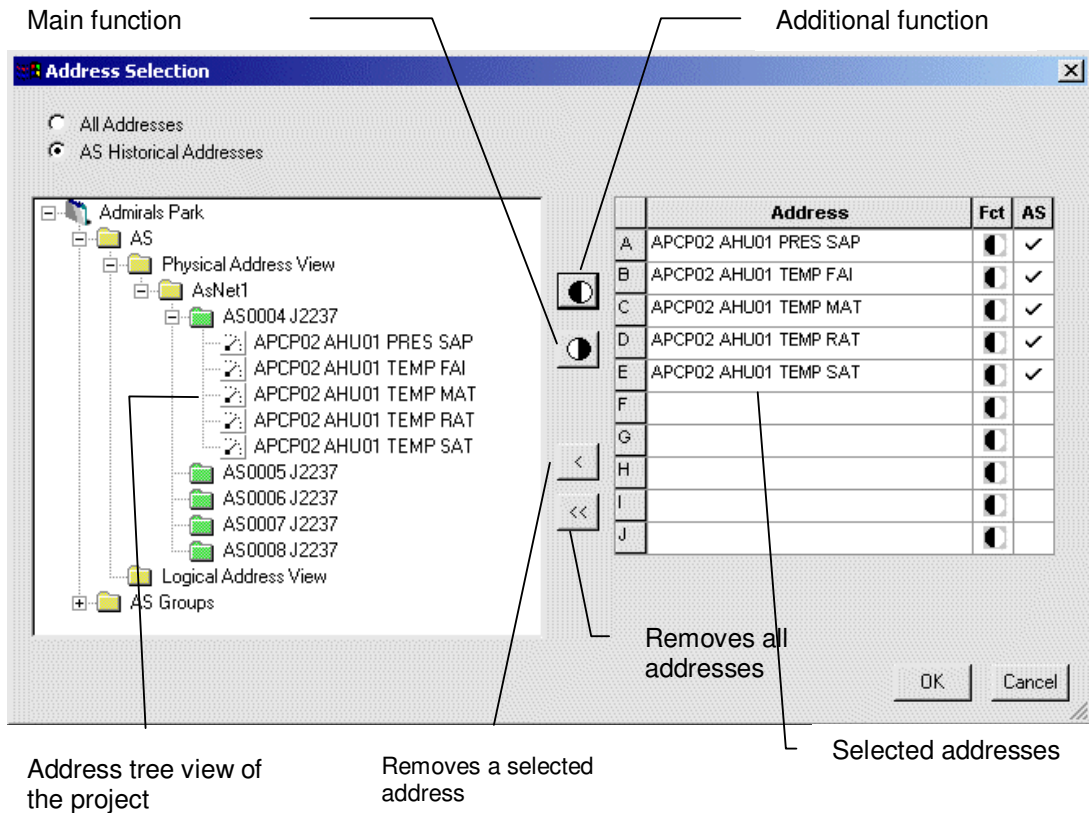 Main function
Additional function
Address Selection
All Addresses
AS Historical Addresses
Admirals Park
AS
Physical Address View
AsNet1
AS0004 J2237
APCP02 AHU01 PRES SAP
APCP02 AHU01 TEMP FAI
APCP02 AHU01 TEMP MAT
APCP02 AHU01 TEMP RAT
APCP02 AHU01 TEMP SAT
AS0005 J2237
AS0006 J2237
AS0007 J2237
AS0008 J2237
Logical Address View
AS Groups
<
<<
Address Fct AS
A APCP02 AHU01 PRES SAP
B APCP02 AHU01 TEMP FAI
C APCP02 AHU01 TEMP MAT
D APCP02 AHU01 TEMP RAT
E APCP02 AHU01 TEMP SAT
F
G
H
I
J
Removes all
addresses
OK
Cancel
Address tree view of
the project
Removes a selected
address
Selected addresses